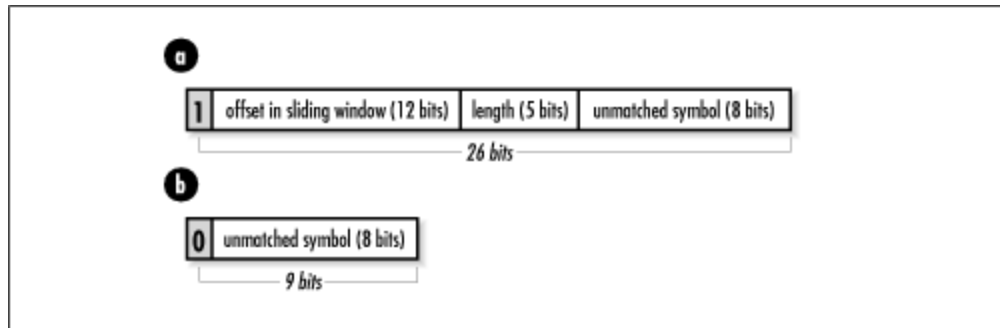 a
1 offset in sliding window (12 bits) length (5 bits) unmatched symbol (8 bits)
26 bits
b
0 unmatched symbol (8 bits)
9 bits